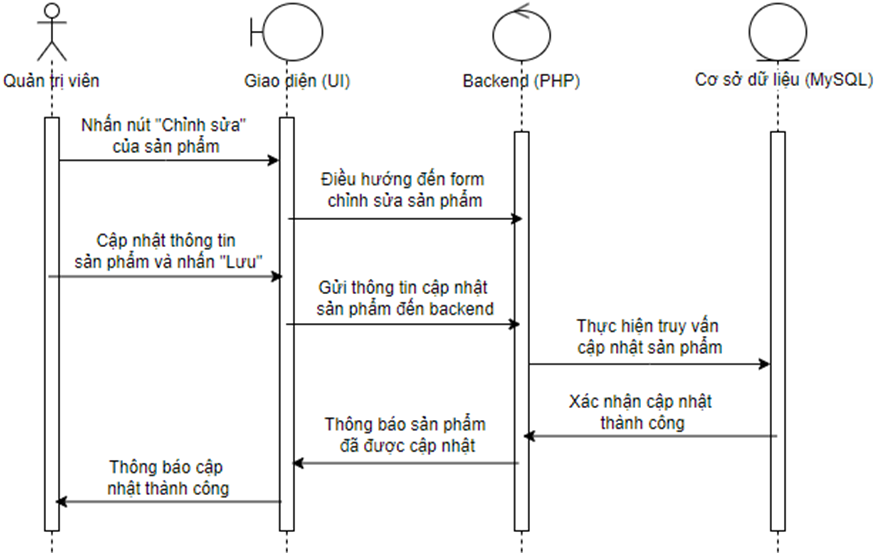 Quản trị viên
Giao diện (UI)
Backend (PHP)
Cơ sở dữ liệu (MySQL)
Nhấn nút "Chỉnh sửa"
của sản phẩm
Điều hướng đến form
chỉnh sửa sản phẩm
Cập nhật thông tin
sản phẩm và nhấn "Lưu"
Gửi thông tin cập nhật
sản phẩm đến backend
Thực hiện truy vấn
cập nhật sản phẩm
Xác nhận cập nhật
thành công
Thông báo sản phẩm
đã được cập nhật
Thông báo cập
nhật thành công